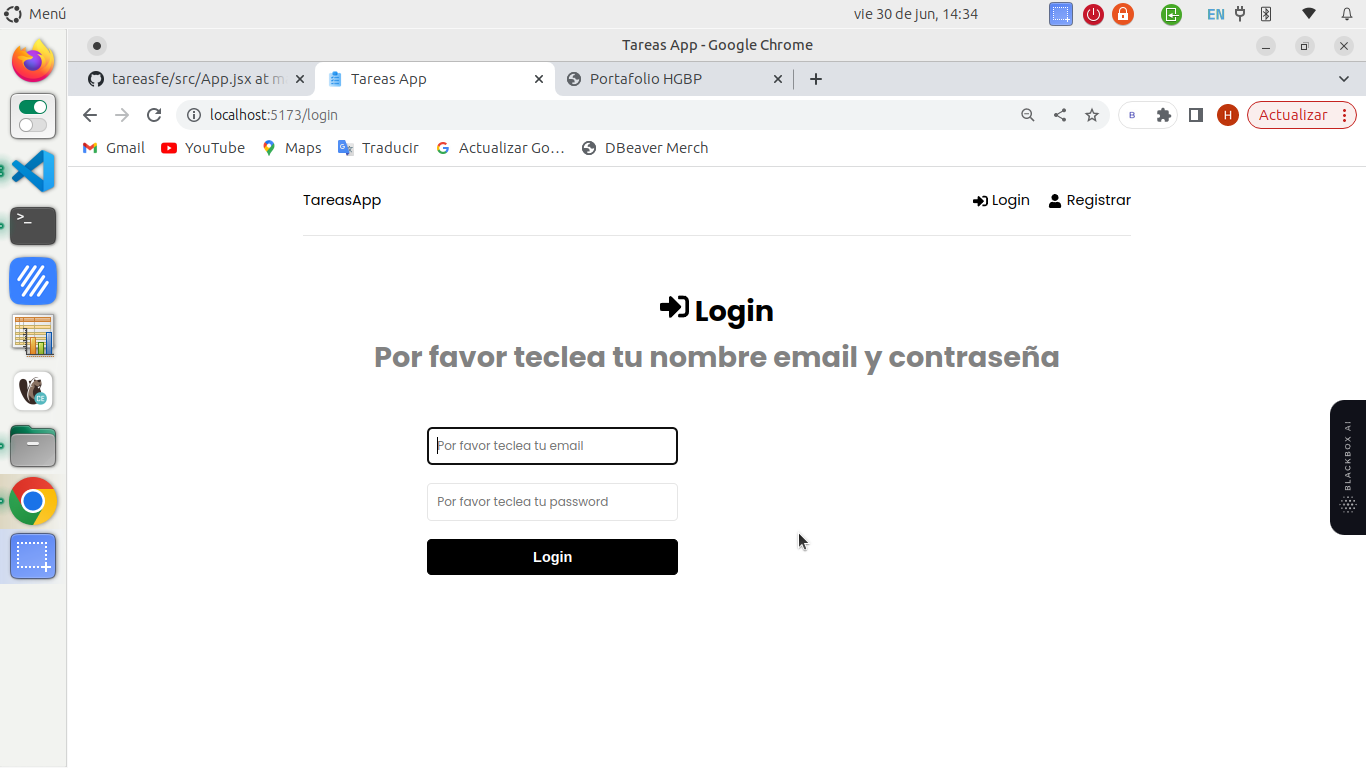 Menú
vie 30 de jun, 14:34
EN
Tareas App - Google Chrome
tareasfe/src/App.jsx at m
Tareas App
Portafolio HGBP
localhost:5173/login
B
H
Actualizar
Gmail
YouTube
Maps
Traducir
Actualizar Go…
DBeaver Merch
TareasApp
Login
Registrar
Login
Por favor teclea tu nombre email y contraseña
Por favor teclea tu email
Por favor teclea tu password
Login
BLACKBOX AI
>_
CE